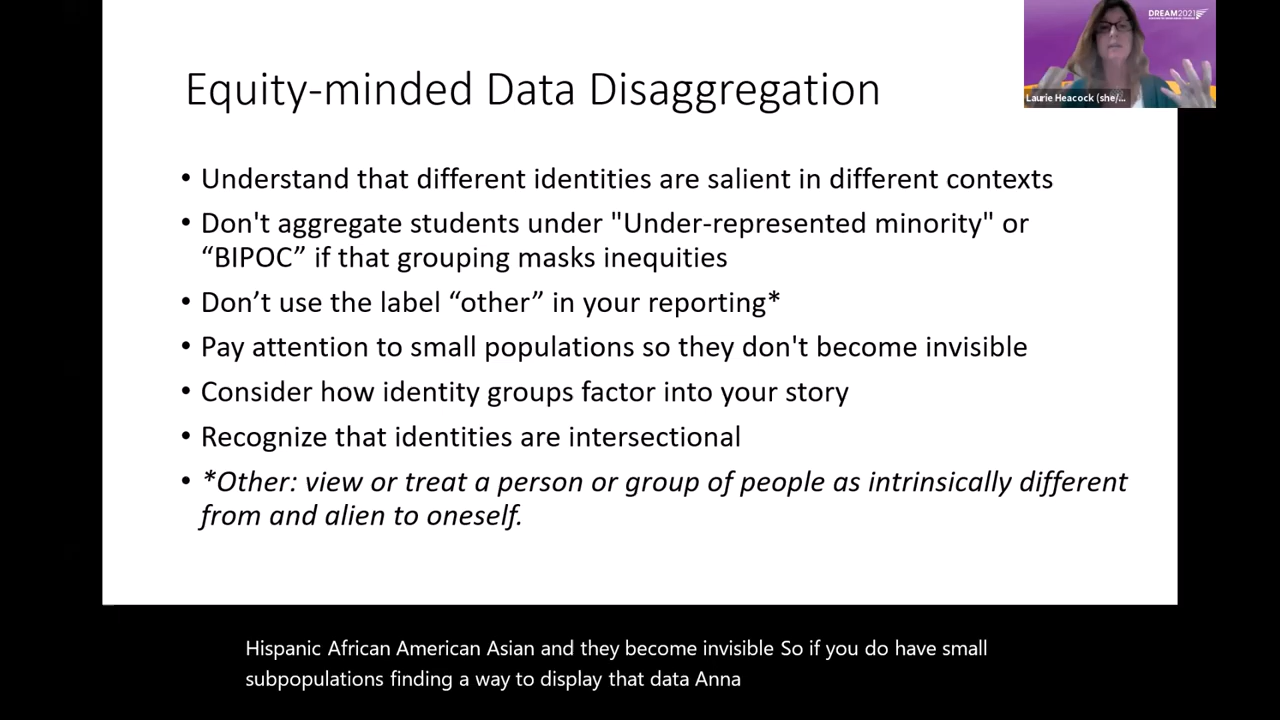 Equity-minded Data Disaggregation
DREAM2021
Laurie Heacock (she/...
• Understand that different identities are salient in different contexts
• Don't aggregate students under "Under-represented minority" or
“BIPOC” if that grouping masks inequities
• Don’t use the label “other” in your reporting*
• Pay attention to small populations so they don't become invisible
• Consider how identity groups factor into your story
• Recognize that identities are intersectional
• *Other: view or treat a person or group of people as intrinsically different
from and alien to oneself.
Hispanic African American Asian and they become invisible So if you do have small
subpopulations finding a way to display that data Anna